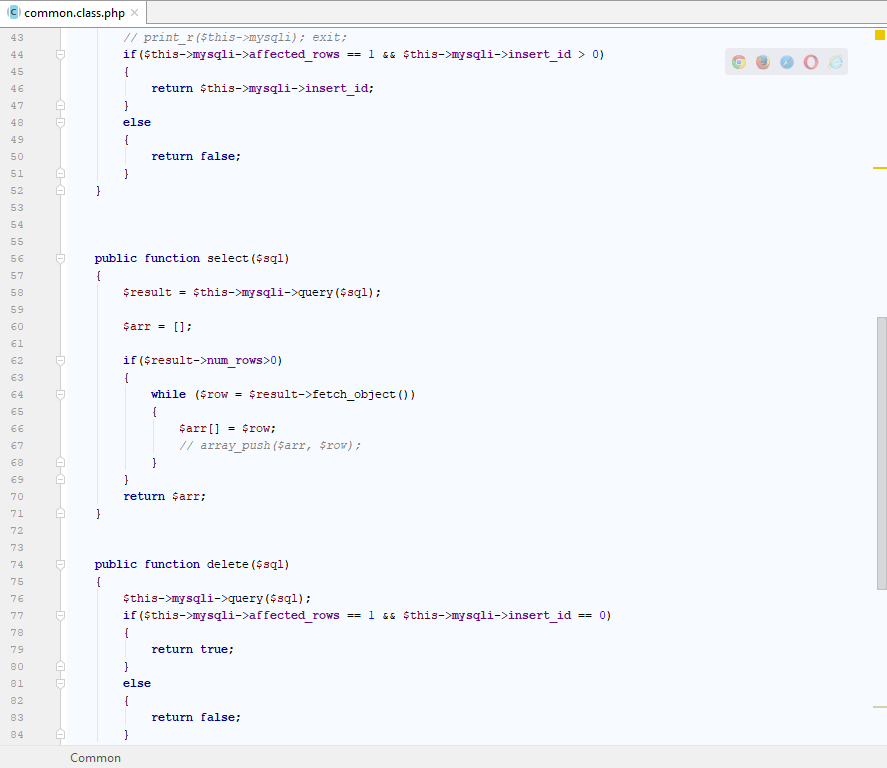 common.class.php
43 // print_r($this->mysqli); exit;
44 if($this->mysqli->affected_rows == 1 && $this->mysqli->insert_id > 0)
45 {
46 return $this->mysqli->insert_id;
47 }
48 else
49 {
50 return false;
51 }
52 }
53
54
55
56 public function select($sql)
57 {
58 $result = $this->mysqli->query($sql);
59
60 $arr = [];
61
62 if($result->num_rows>0)
63 {
64 while ($row = $result->fetch_object())
65 {
66 $arr[] = $row;
67 // array_push($arr, $row);
68 }
69 }
70 return $arr;
71 }
72
73
74 public function delete($sql)
75 {
76 $this->mysqli->query($sql);
77 if($this->mysqli->affected_rows == 1 && $this->mysqli->insert_id == 0)
78 {
79 return true;
80 }
81 else
82 {
83 return false;
84 }
Common